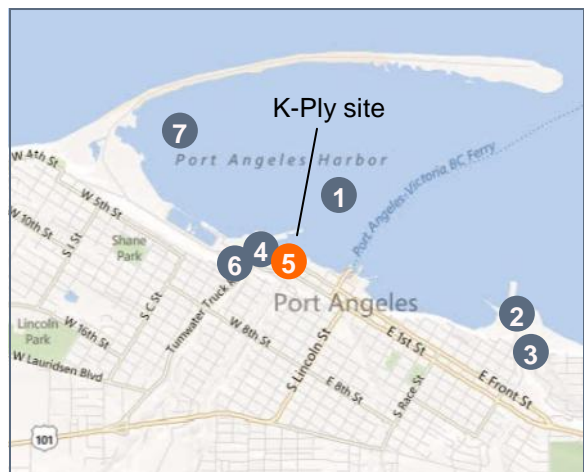 K-Ply site
7
Port Angeles Harbor
1
Port Angeles-Victoria BC Ferry
W 4th St
W 5th St
W 10th St
S I St
Shane
Park
4
5
6
Tumwater Truck R
Port Angeles
2
3
S C St
W 8th St
Lincoln
Park
W 16th St
W Lauridsen Blvd
S Lincoln St
E 1st St
E 8th St
S Race St
E Front St
101